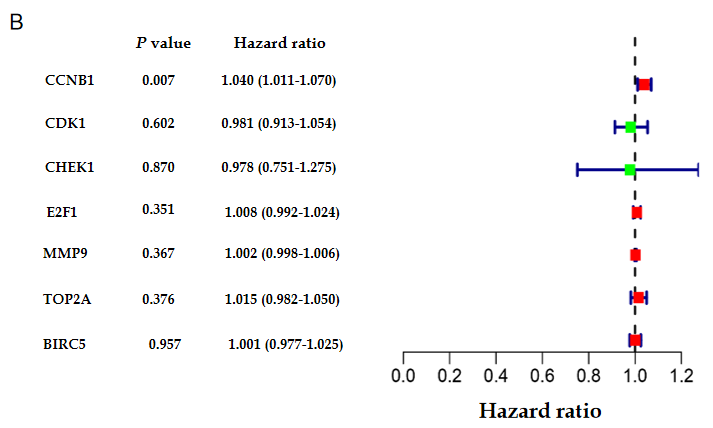 B
P value Hazard ratio
CCNB1 0.007 1.040 (1.011-1.070)
CDK1 0.602 0.981 (0.913-1.054)
CHEK1 0.870 0.978 (0.751-1.275)
E2F1 0.351 1.008 (0.992-1.024)
MMP9 0.367 1.002 (0.998-1.006)
TOP2A 0.376 1.015 (0.982-1.050)
BIRC5 0.957 1.001 (0.977-1.025)
0.0 0.2 0.4 0.6 0.8 1.0 1.2
Hazard ratio